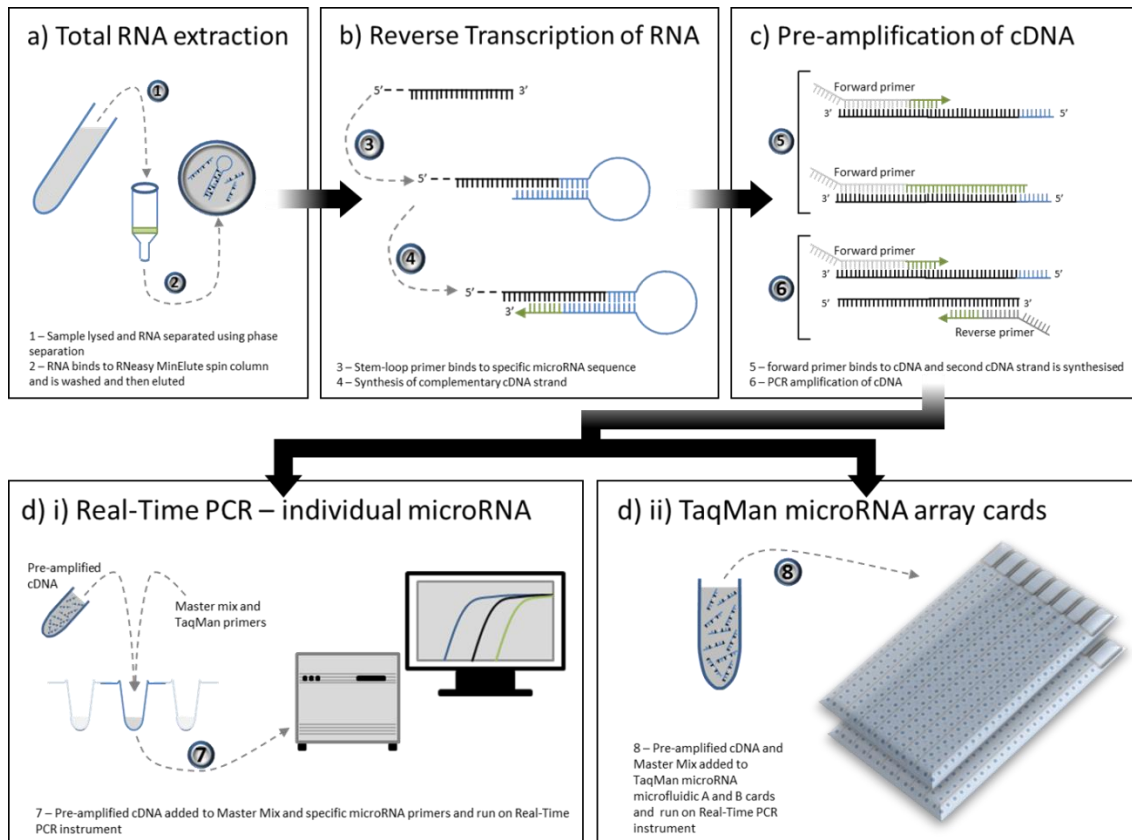 a) Total RNA extraction
1
2
1 – Sample lysed and RNA separated using phase
separation
2 – RNA binds to RNeasy MinElute spin column
and is washed and then eluted
b) Reverse Transcription of RNA
5’
3’
3
5’
4
5’
3’
3 – Stem-loop primer binds to specific microRNA sequence
4 – Synthesis of complementary cDNA strand
c) Pre-amplification of cDNA
Forward primer
3’
5’
5
Forward primer
Forward primer
3’
5’
6
5’
3’
Reverse primer
5 – forward primer binds to cDNA and second cDNA strand is synthesised
6 – PCR amplification of cDNA
d) i) Real-Time PCR – individual microRNA
Pre-amplified
cDNA
Master mix and
TaqMan primers
7
7 – Pre-amplified cDNA added to Master Mix and specific microRNA primers and run on Real-Time
PCR instrument
d) ii) TaqMan microRNA array cards
8
8 – Pre-amplified cDNA and
Master Mix added to
TaqMan microRNA
microfluidic A and B cards
and run on Real-Time PCR
instrument